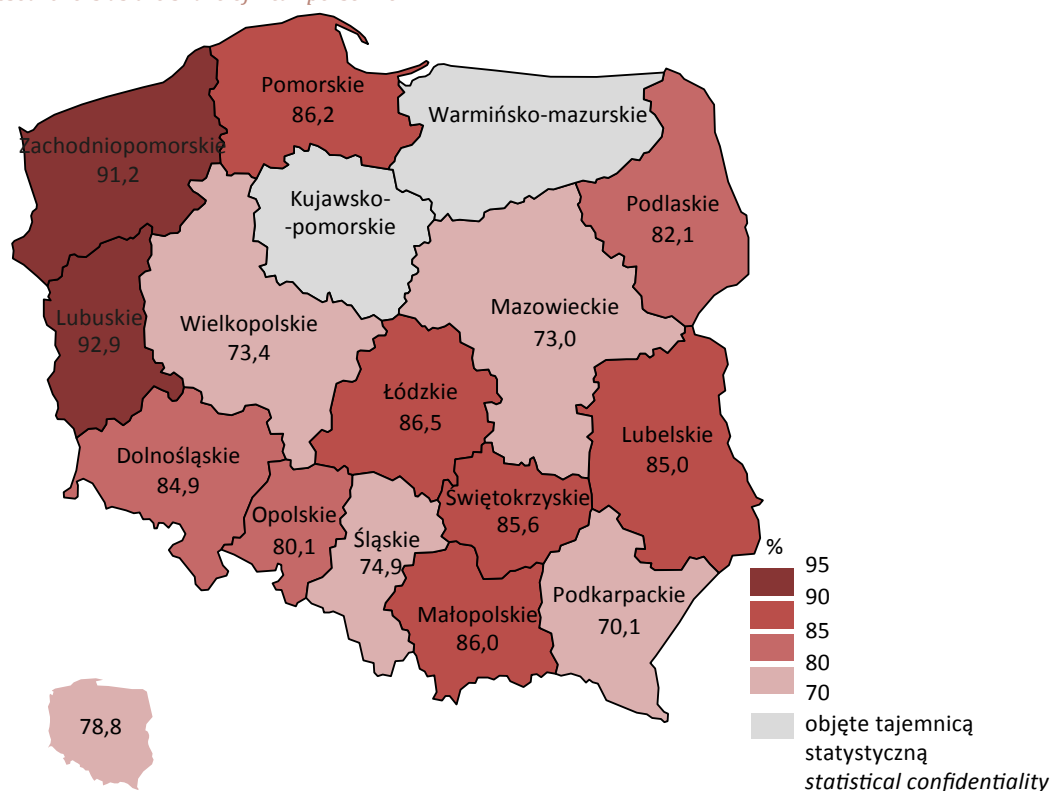 Pomorskie
86,2
Warmińsko-mazurskie
Zachodniopomorskie
91,2
Kujawsko-
-pomorskie
Podlaskie
82,1
Lubuskie
92,9
Wielkopolskie
73,4
Mazowieckie
73,0
Łódzkie
86,5
Lubelskie
85,0
Dolnośląskie
84,9
Opolskie
80,1
Śląskie
74,9
Świętokrzyskie
85,6
Małopolskie
86,0
Podkarpackie
70,1
%
95
90
85
80
70
objęte tajemnicą
statystyczną
statistical confidentiality
78,8